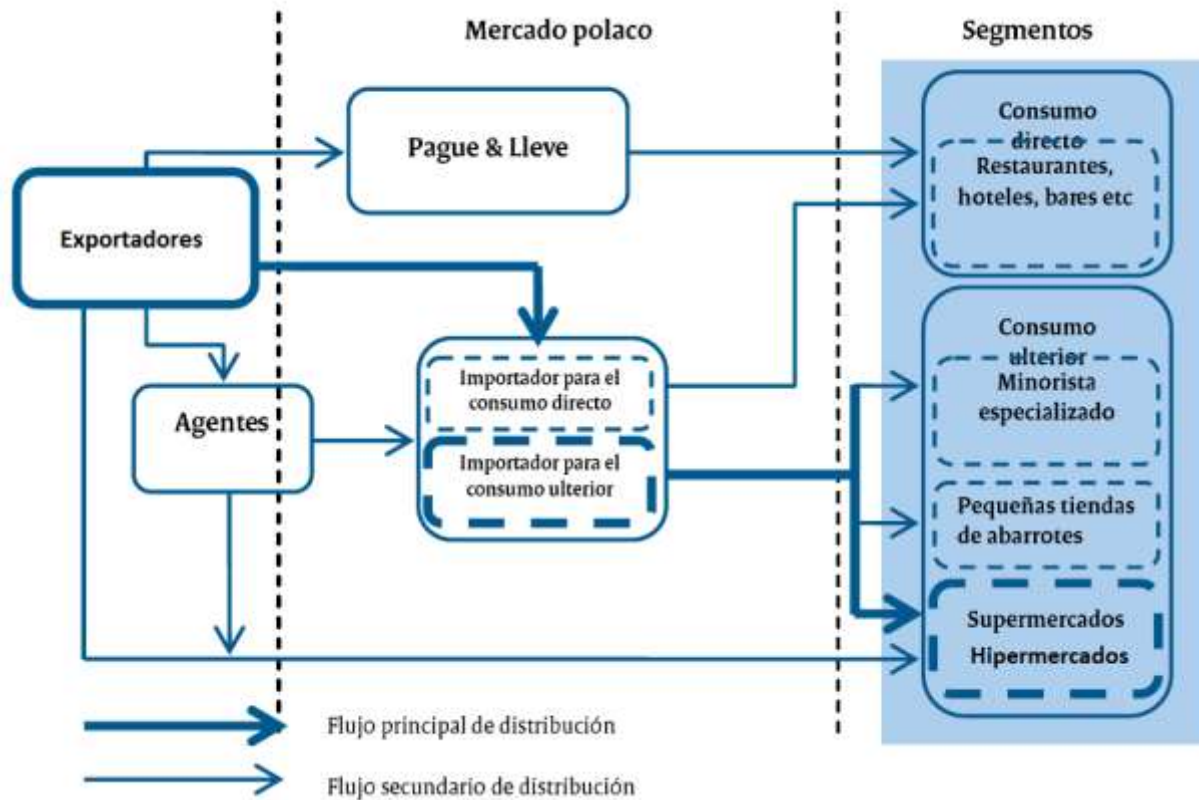 Mercado polaco
Segmentos
Pague & Lleve
Exportadores
Agentes
Importador para el
consumo directo
Importador para el
consumo ulterior
Consumo
directo
Restaurantes,
hoteles, bares etc
Consumo
ulterior
Minorista
especializado
Pequeñas tiendas
de abarrotes
Supermercados
Hipermercados
Flujo principal de distribución
Flujo secundario de distribución